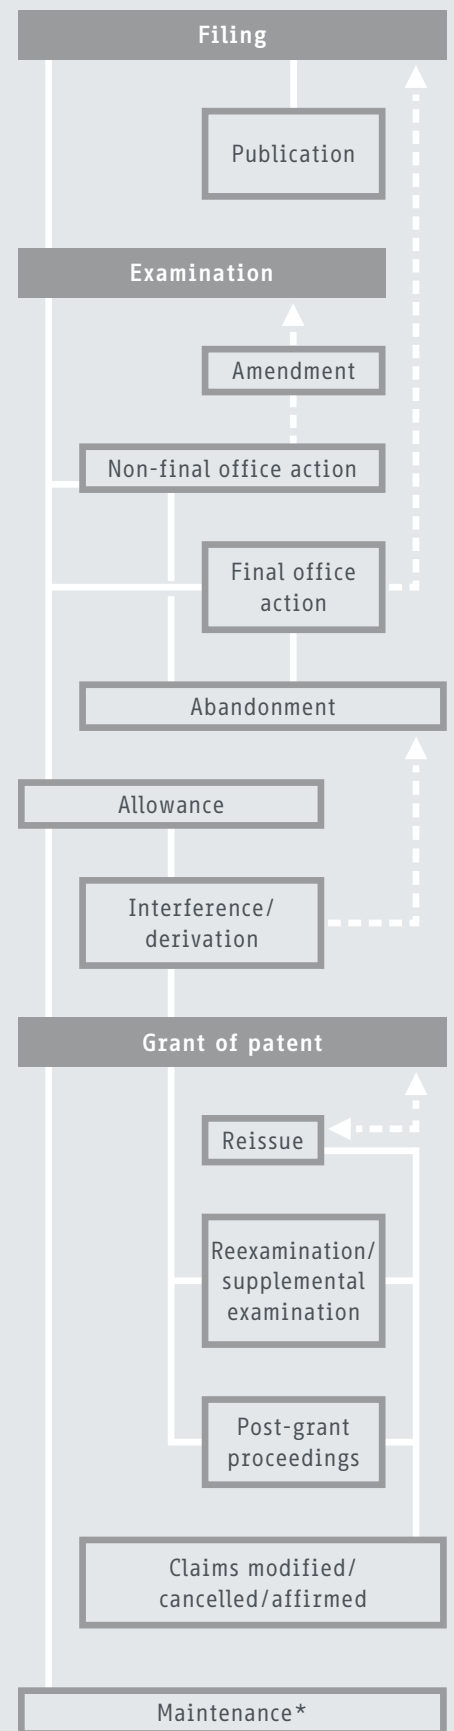 Filing
Publication
Examination
Amendment
Non-final office action
Final office
action
Abandonment
Allowance
Interference/
derivation
Grant of patent
Reissue
Reexamination/
supplemental
examination
Post-grant
proceedings
Claims modified/
cancelled/affirmed
Maintenance*